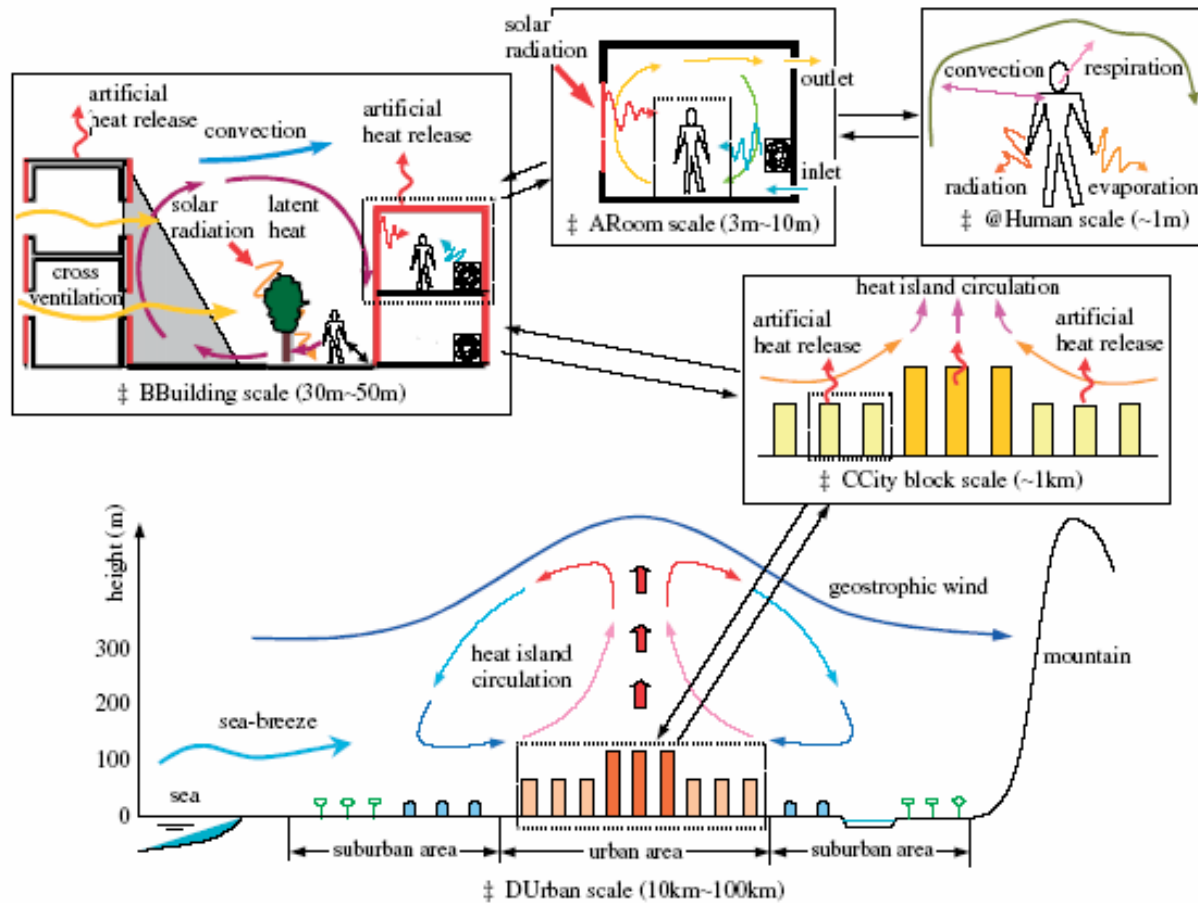 artificial
heat release
convection
artificial
heat release
solar
radiation
latent
heat
cross
ventilation
‡ BBuilding scale (30m~50m)
solar
radiation
outlet
inlet
‡ ARoom scale (3m~10m)
convection
respiration
radiation
evaporation
‡ @Human scale (~1m)
heat island circulation
artificial
heat release
artificial
heat release
‡ CCity block scale (~1km)
height (m)
300
200
100
0
geostrophic wind
heat island
circulation
mountain
sea-breeze
sea
suburban area
urban area
suburban area
‡ DUrban scale (10km~100km)